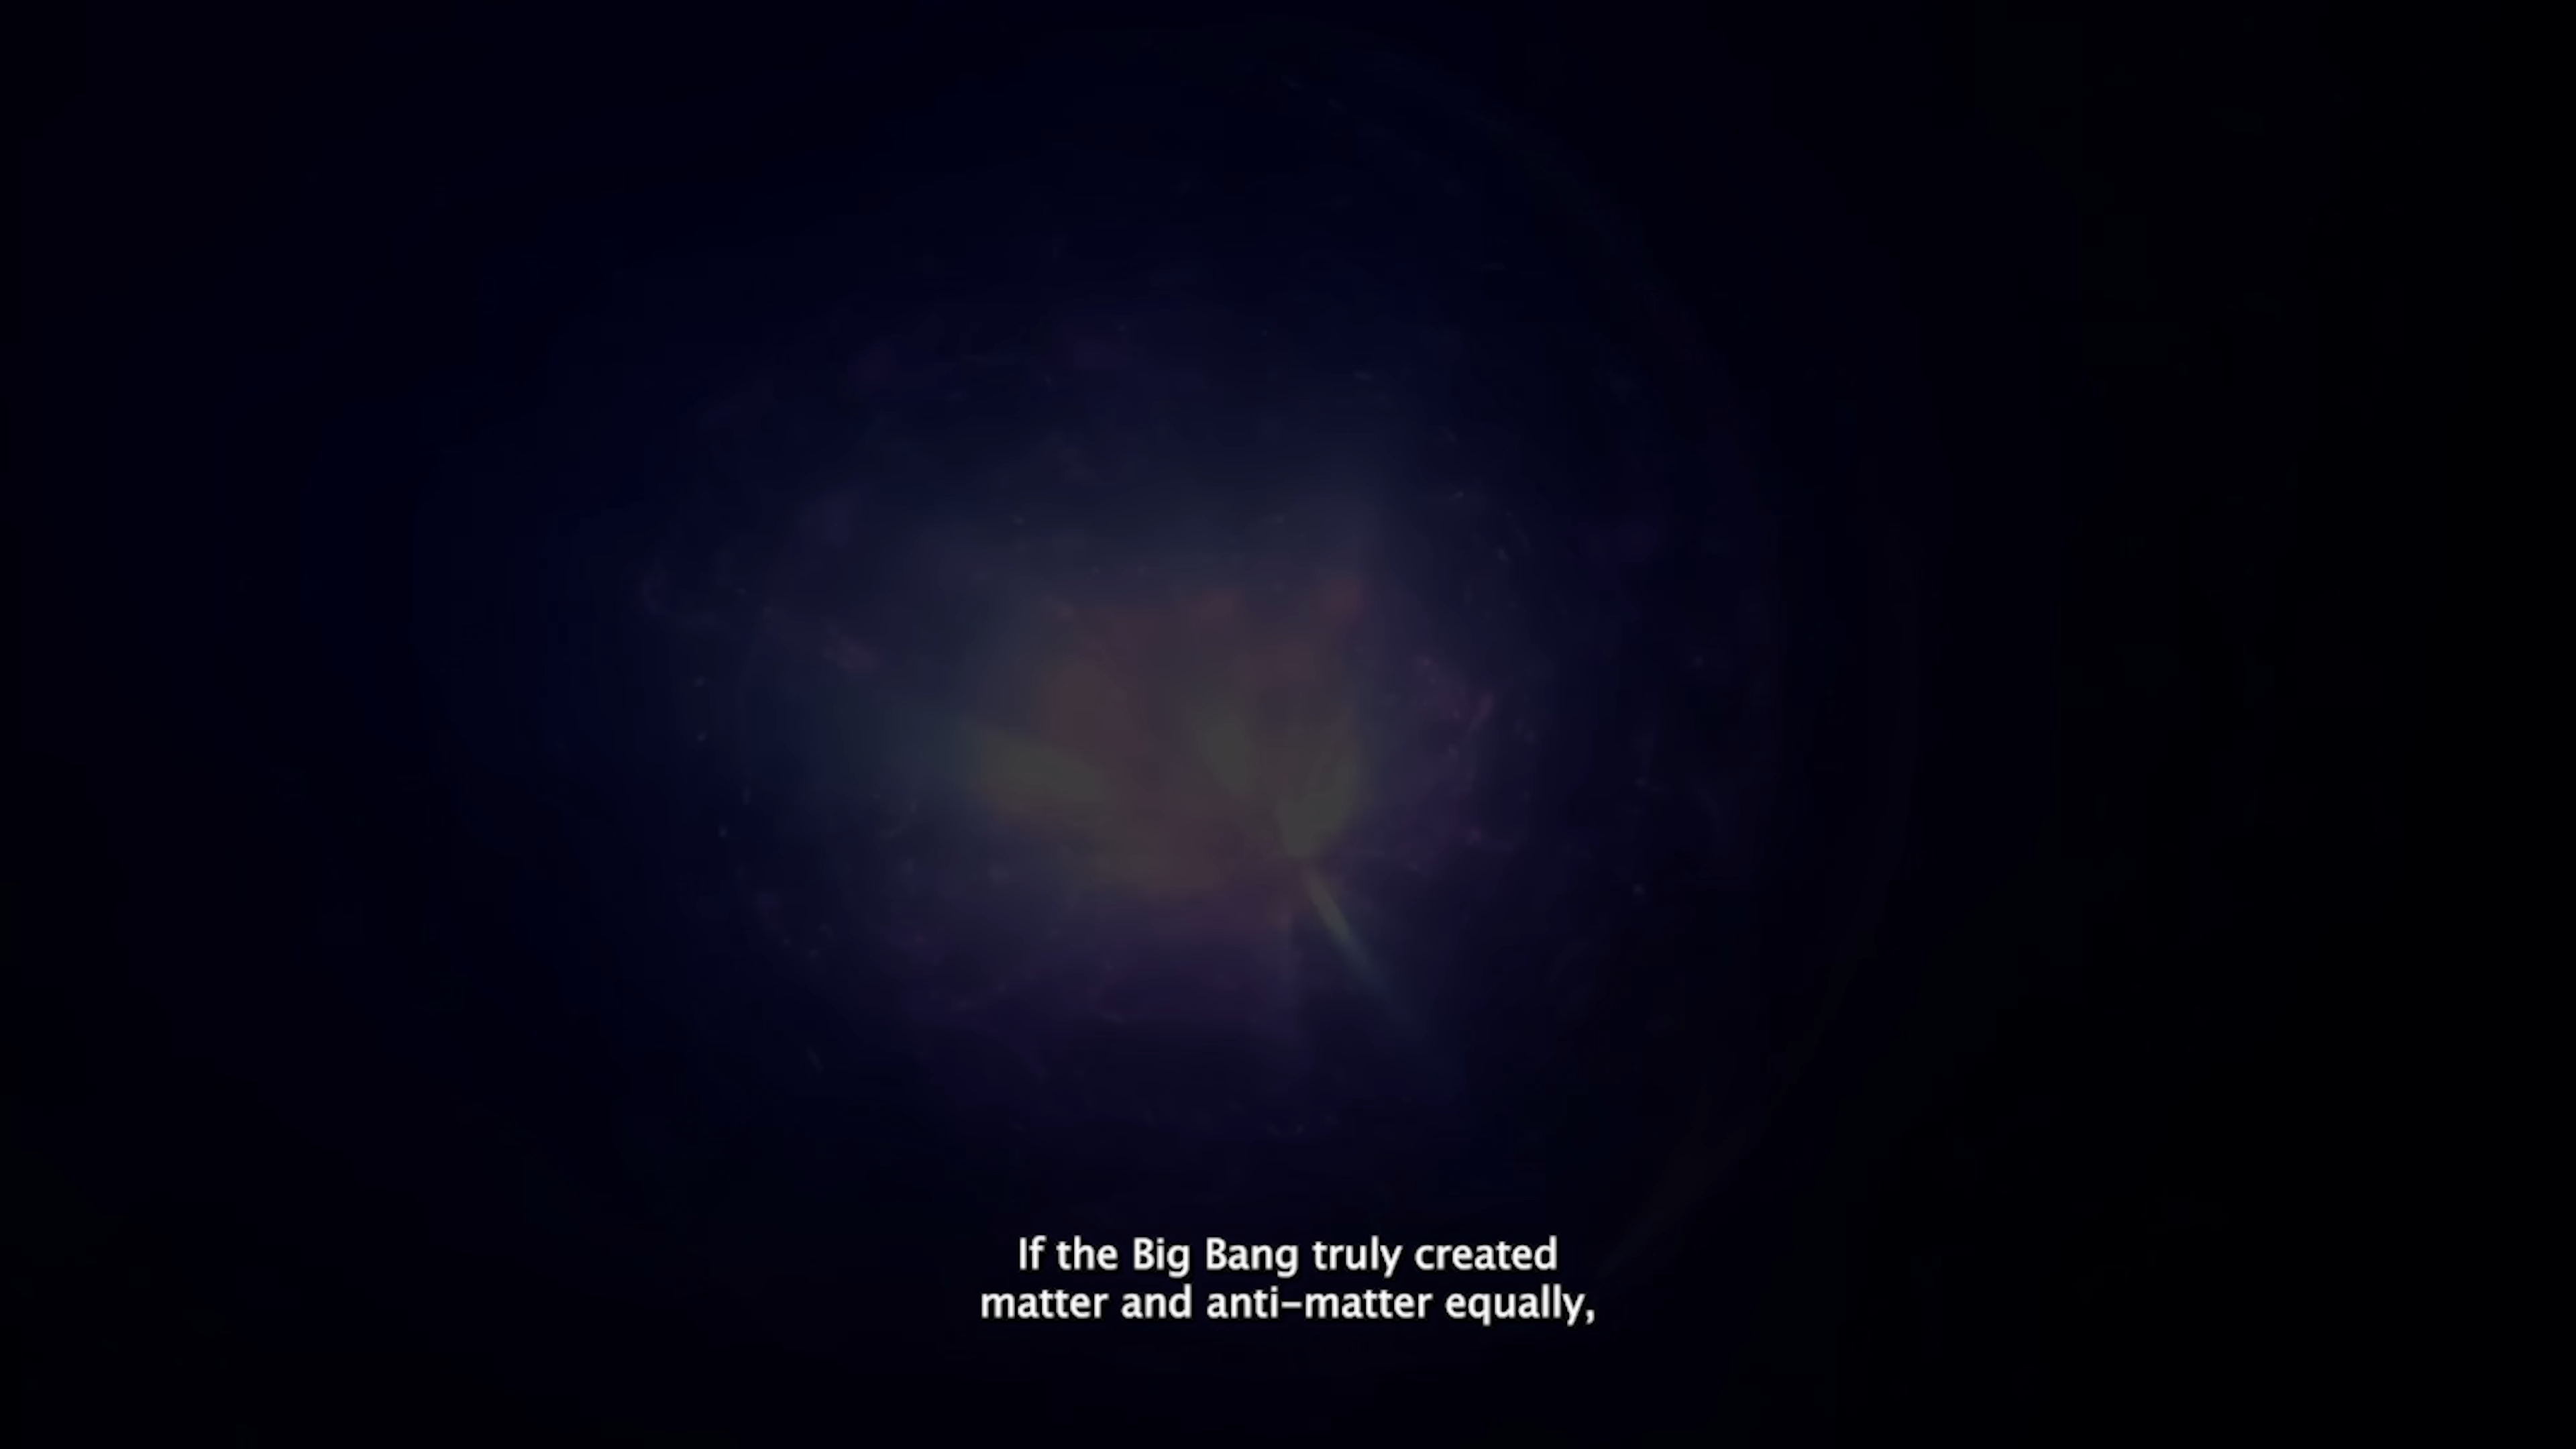 If the Big Bang truly created
matter and anti-matter equally,